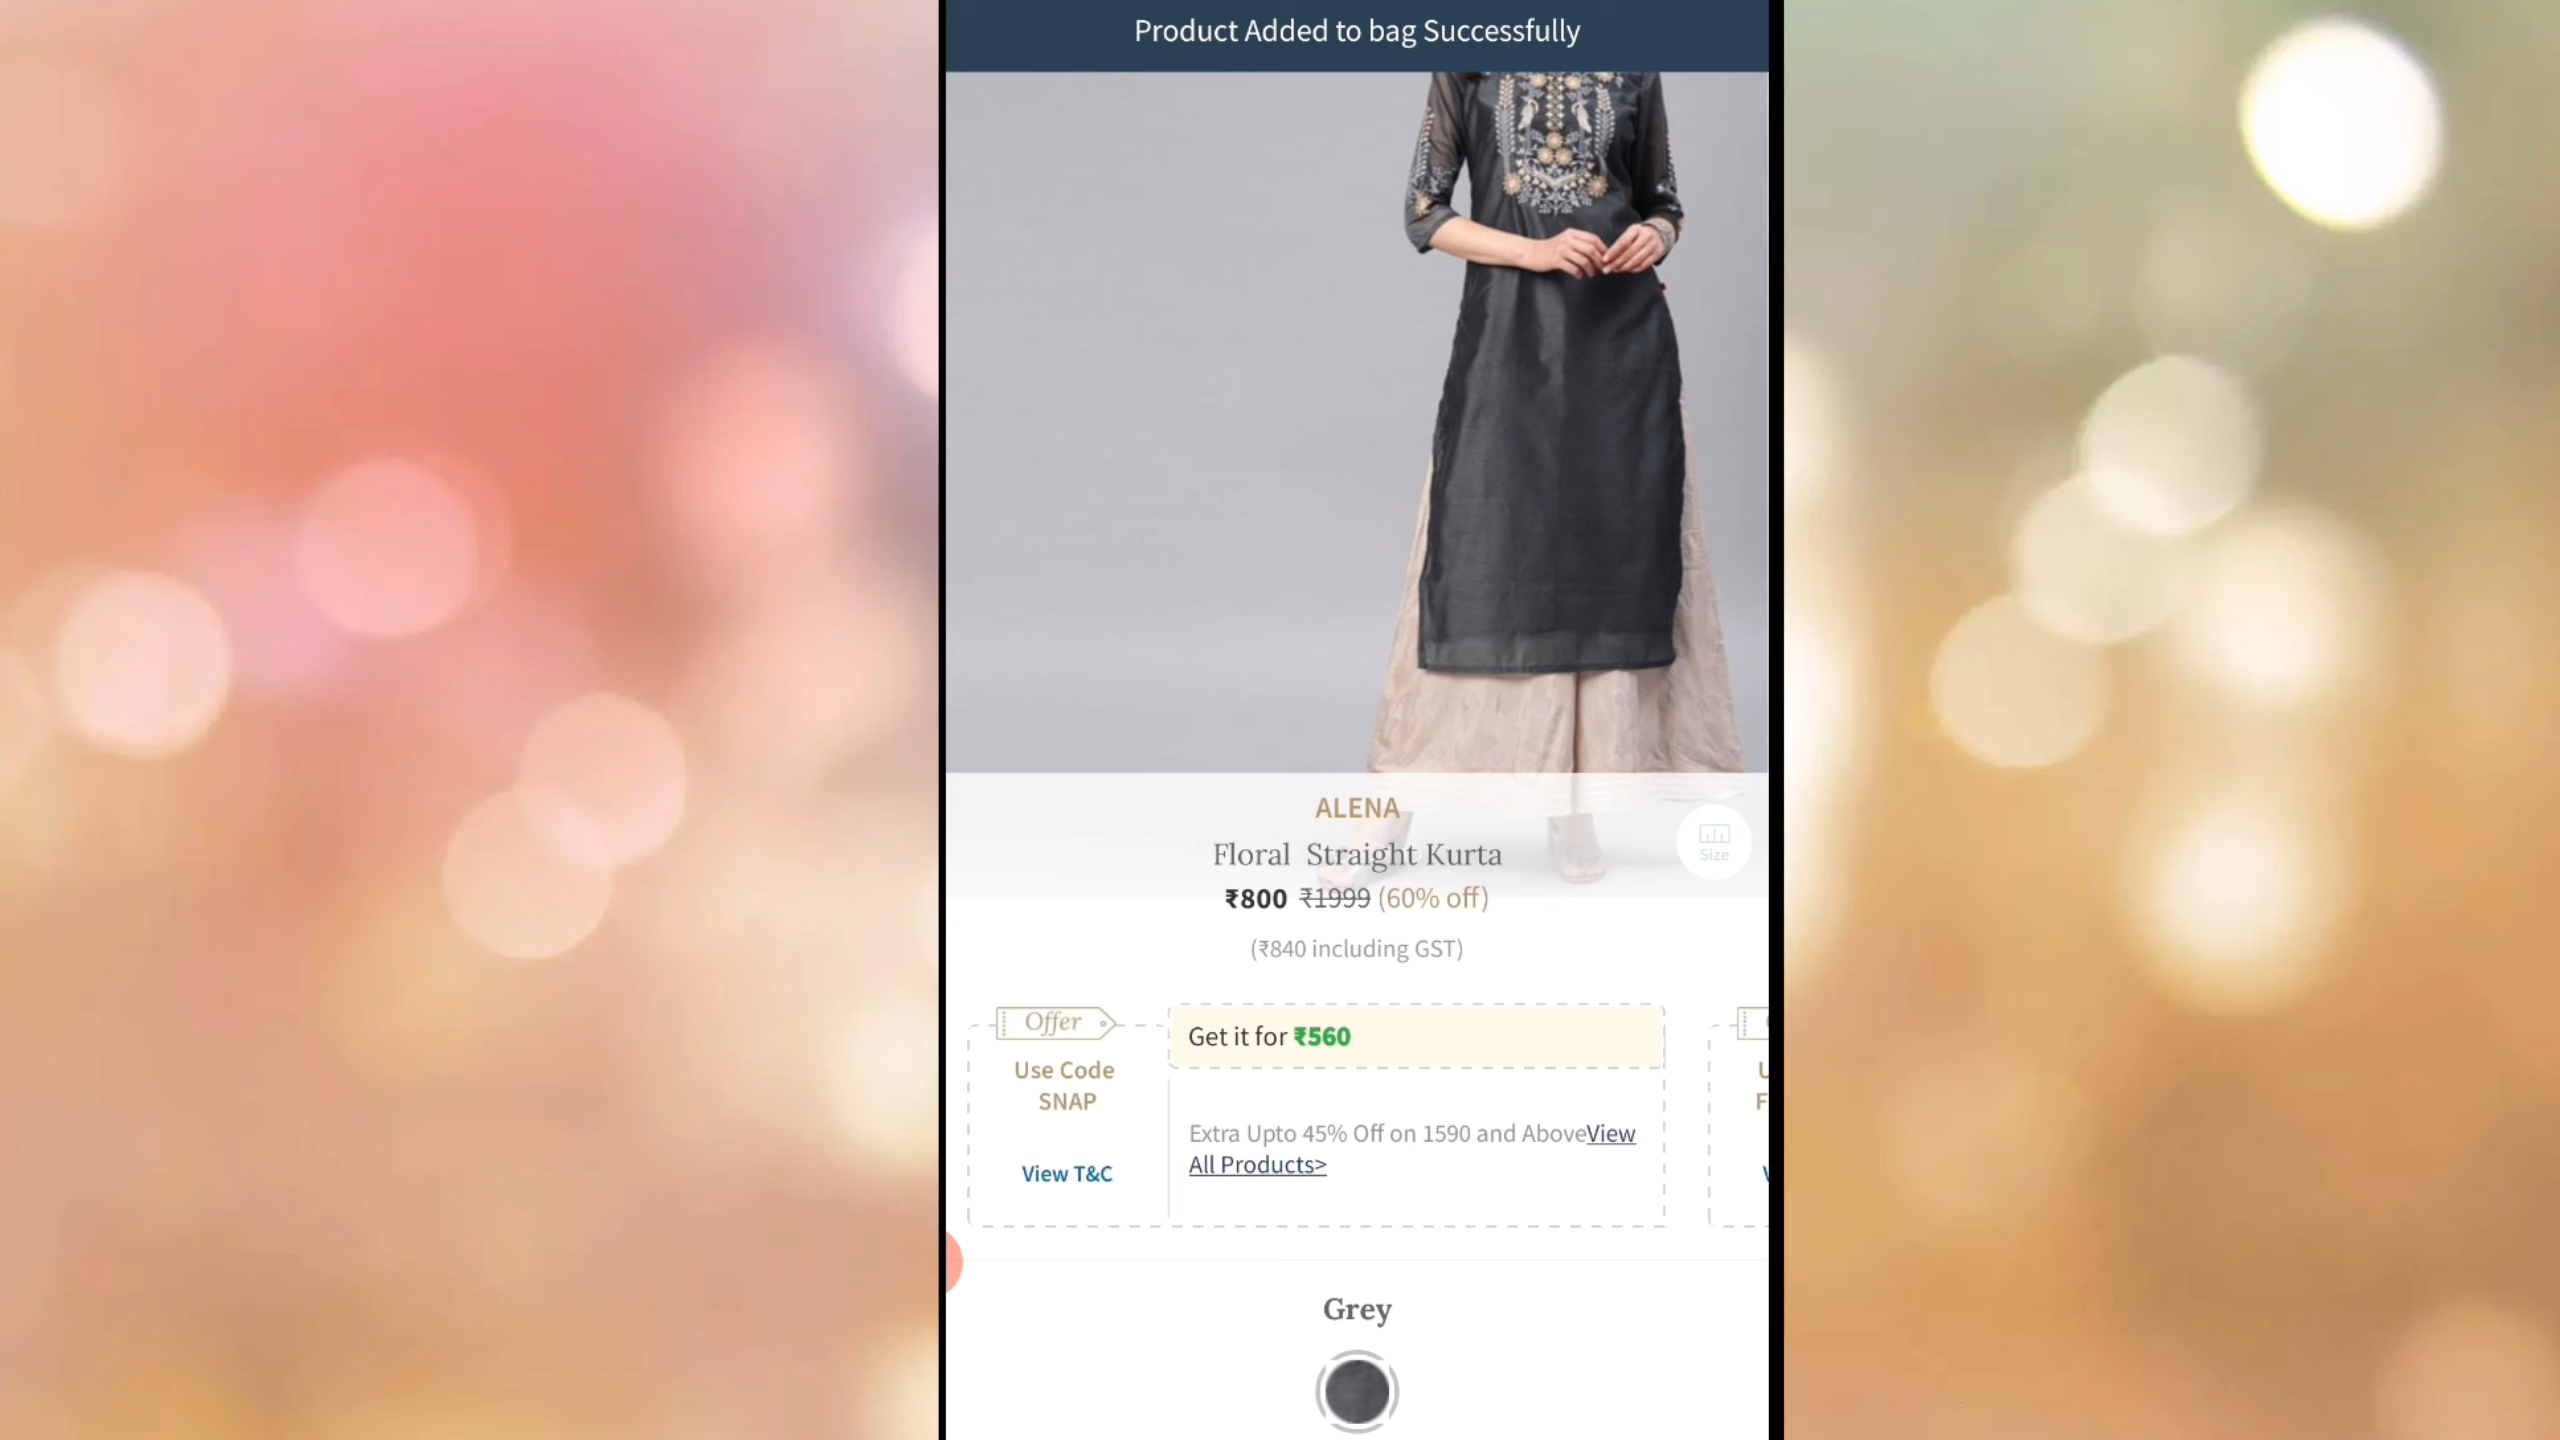 Product Added to bag Successfully
ALENA
Floral Straight Kurta
Size
₹800 ₹1999 (60% off)
(₹840 including GST)
Offer
Get it for ₹560
Use Code
SNAP
Extra Upto 45% Off on 1590 and AboveView
All Products>
View T&C
Grey